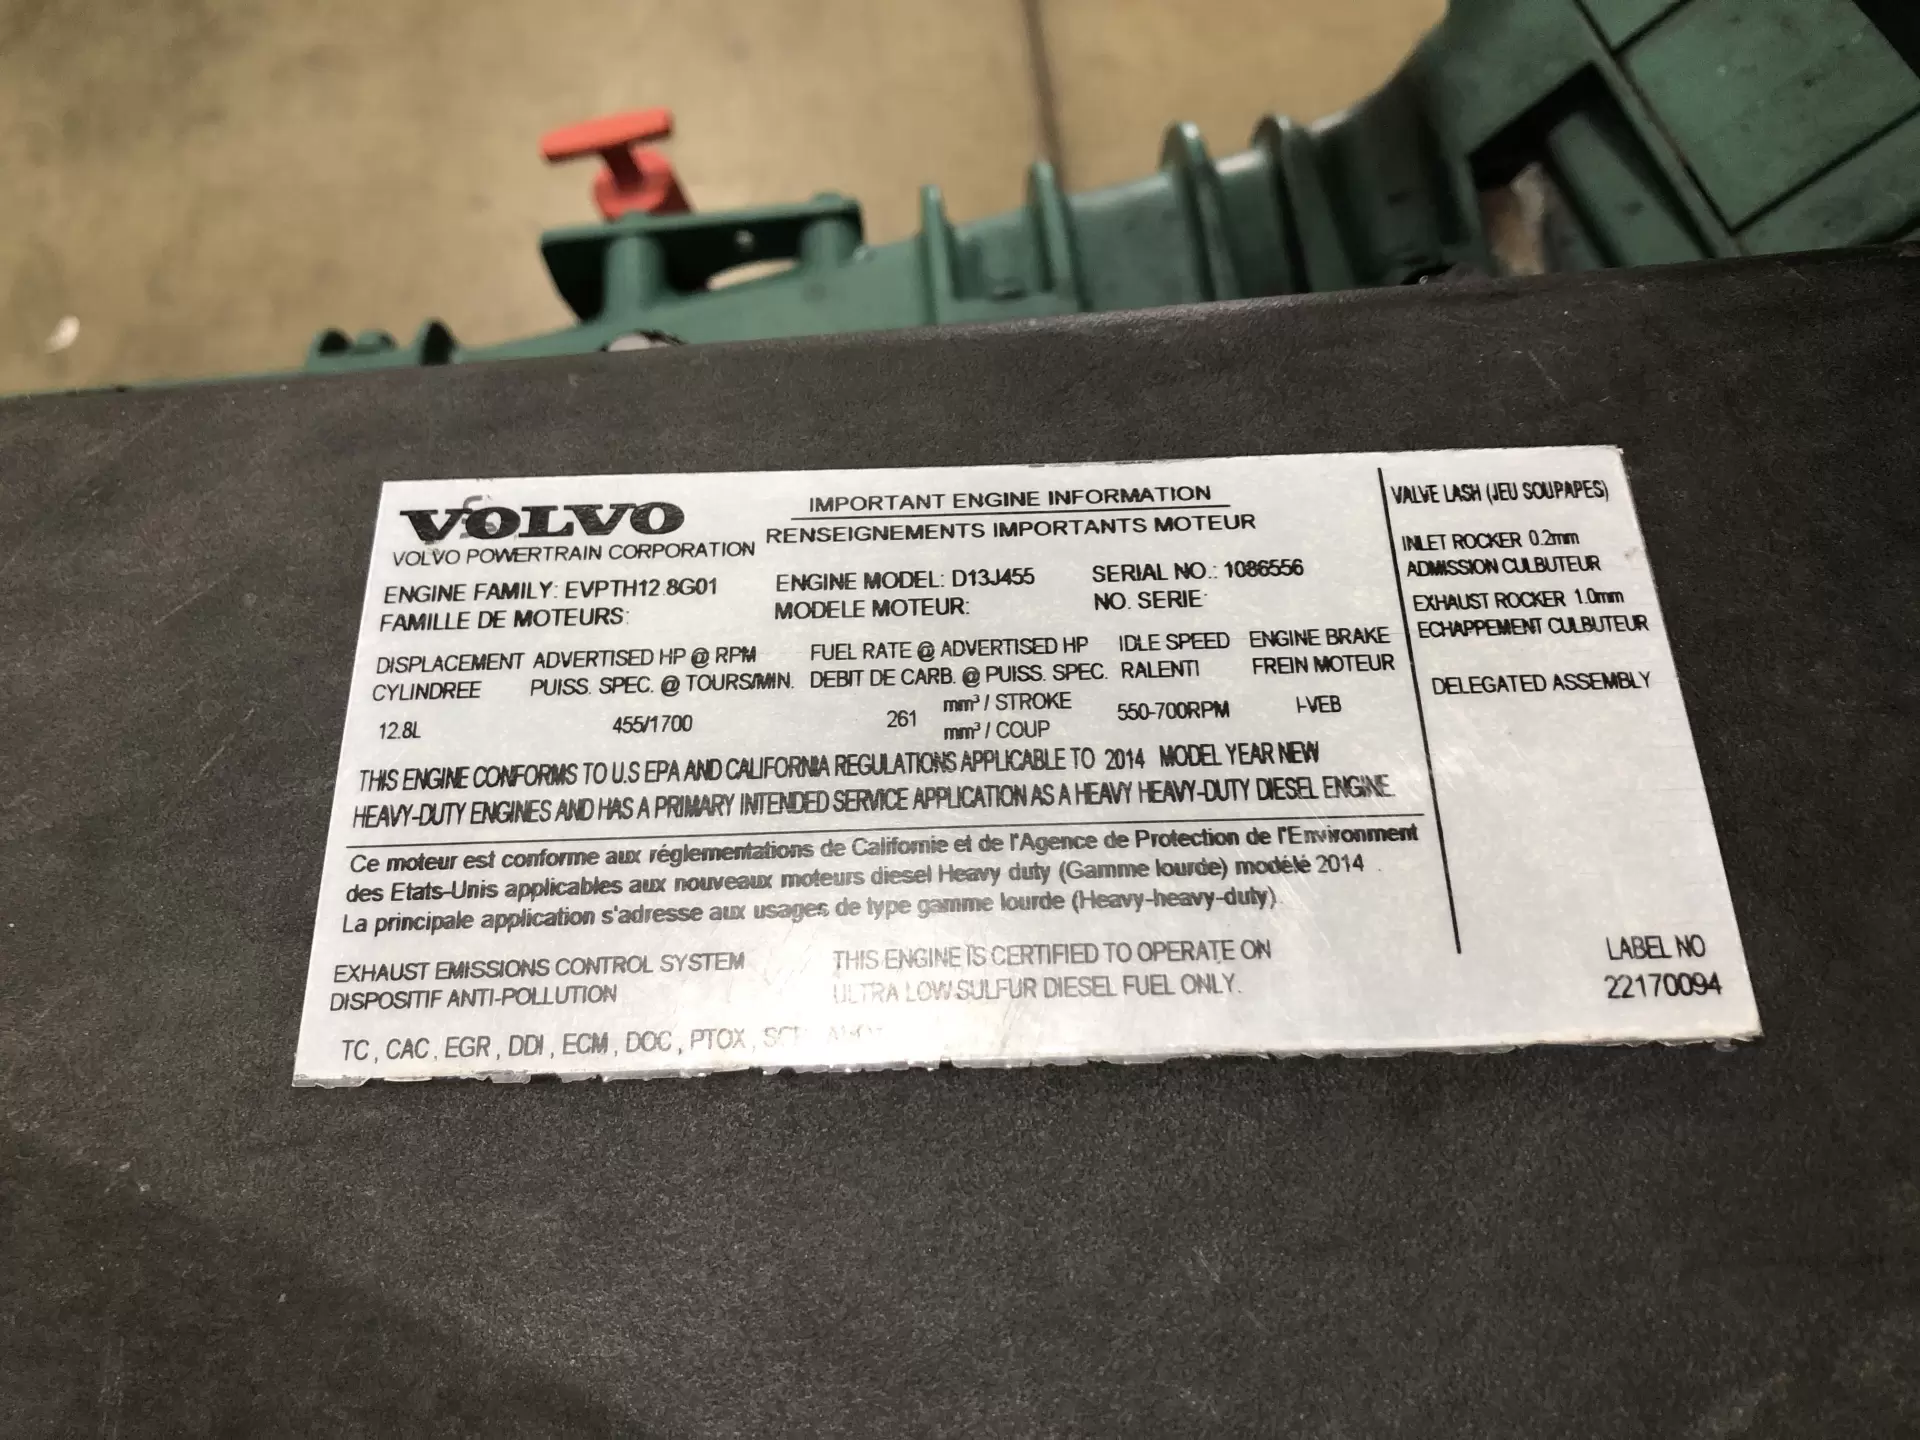 VOLVO
VOLVO POWERTRAIN CORPORATION
IMPORTANT ENGINE INFORMATION
RENSEIGNEMENTS IMPORTANTS MOTEUR
ENGINE FAMILY: EVPTH12.8G01 ENGINE MODEL: D13J455 SERIAL NO.: 1086556
FAMILLE DE MOTEURS: MODELE MOTEUR: NO. SERIE:
DISPLACEMENT ADVERTISED HP @ RPM FUEL RATE @ ADVERTISED HP IDLE SPEED ENGINE BRAKE
CYLINDREE PUISS. SPEC. @ TOURS/MIN. DEBIT DE CARB. @ PUISS. SPEC. RALENTI FREIN MOTEUR
12.8L 455/1700 261 mm³ / STROKE 550-700RPM I-VEB
mm³ / COUP
THIS ENGINE CONFORMS TO U.S EPA AND CALIFORNIA REGULATIONS APPLICABLE TO 2014 MODEL YEAR NEW
HEAVY-DUTY ENGINES AND HAS A PRIMARY INTENDED SERVICE APPLICATION AS A HEAVY HEAVY-DUTY DIESEL ENGINE.
Ce moteur est conforme aux réglementations de Californie et de l'Agence de Protection de l'Environment
des Etats-Unis applicables aux nouveaux moteurs diesel Heavy duty (Gamme lourde) modélé 2014 .
La principale application s'adresse aux usages de type gamme lourde (Heavy-heavy-duty).
EXHAUST EMISSIONS CONTROL SYSTEM
DISPOSITIF ANTI-POLLUTION
THIS ENGINE IS CERTIFIED TO OPERATE ON
ULTRA LOW SULFUR DIESEL FUEL ONLY.
TC , CAC , EGR , DDI , ECM , DOC , PTOX ,
VALVE LASH (JEU SOUPAPES)
INLET ROCKER 0.2mm
ADMISSION CULBUTEUR
EXHAUST ROCKER 1.0mm
ECHAPPEMENT CULBUTEUR
DELEGATED ASSEMBLY
LABEL NO
22170094